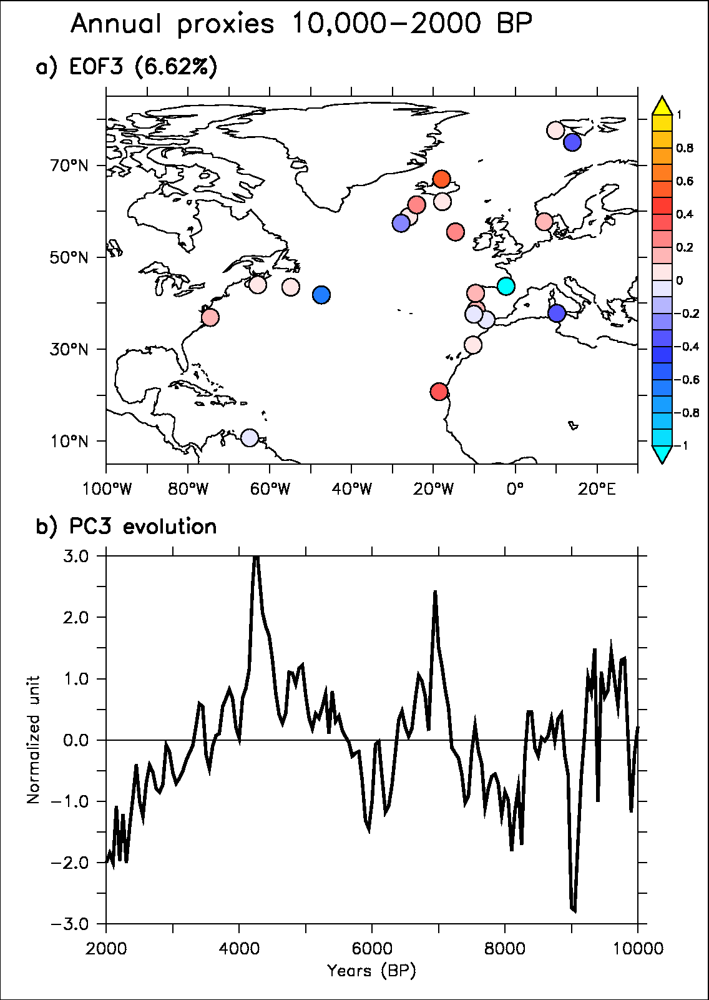 Annual proxies 10,000−2000 BP
a) EOF3 (6.62%)
70°N
50°N
30°N
10°N
100°W 80°W 60°W 40°W 20°W 0° 20°E
1
0.8
0.6
0.4
0.2
0
−0.2
−0.4
−0.6
−0.8
−1
b) PC3 evolution
3.0
2.0
1.0
0.0
−1.0
−2.0
−3.0
Normalized unit
2000 4000 6000 8000 10000
Years (BP)